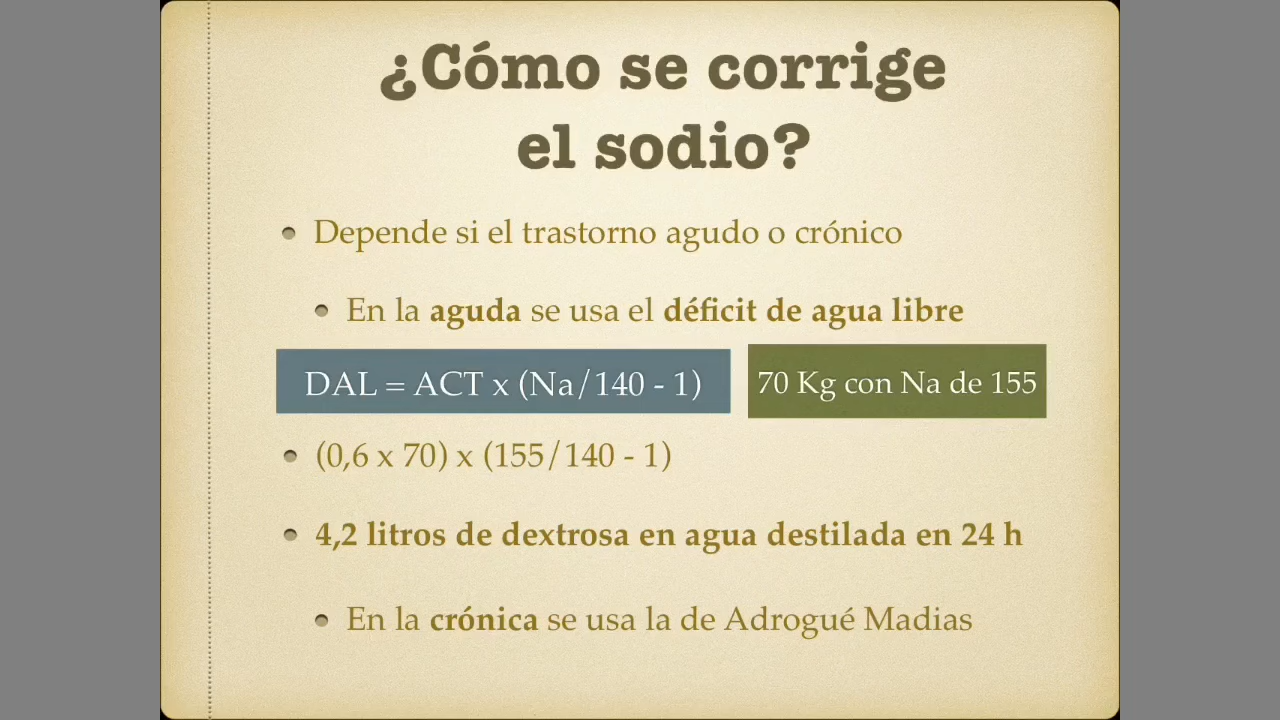 ¿Cómo se corrige
el sodio?
Depende si el trastorno agudo o crónico
En la aguda se usa el déficit de agua libre
DAL = ACT x (Na/140 - 1)
70 Kg con Na de 155
(0,6 x 70) x (155/140 - 1)
4,2 litros de dextrosa en agua destilada en 24 h
En la crónica se usa la de Adrogué Madias